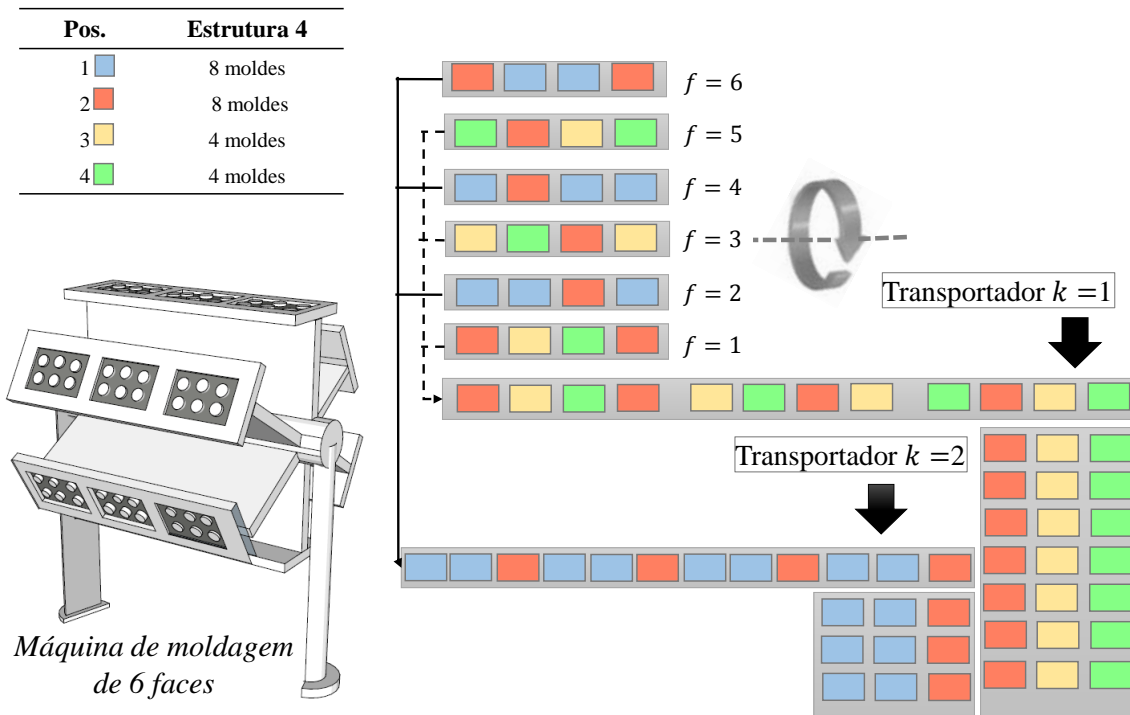 Pos. Estrutura 4
1 8 moldes
2 8 moldes
3 4 moldes
4 4 moldes
f = 6
f = 5
f = 4
f = 3
f = 2
f = 1
Transportador k =1
Transportador k =2
Máquina de moldagem
de 6 faces